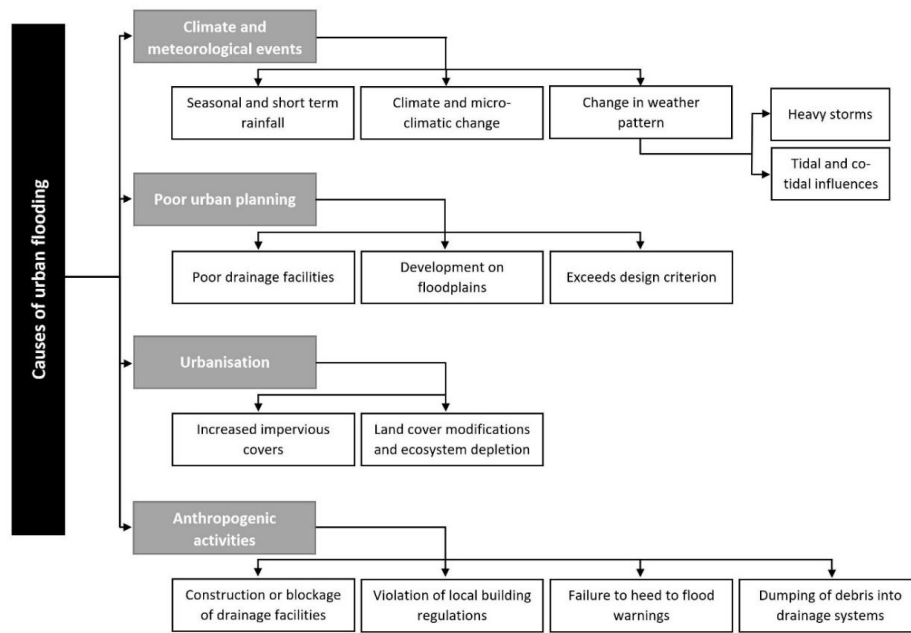 Causes of urban flooding
Climate and
meteorological events
Seasonal and short term
rainfall
Climate and micro-
climatic change
Change in weather
pattern
Heavy storms
Tidal and co-
tidal influences
Poor urban planning
Poor drainage facilities
Development on
floodplains
Exceeds design criterion
Urbanisation
Increased impervious
covers
Land cover modifications
and ecosystem depletion
Anthropogenic
activities
Construction or blockage
of drainage facilities
Violation of local building
regulations
Failure to heed to flood
warnings
Dumping of debris into
drainage systems